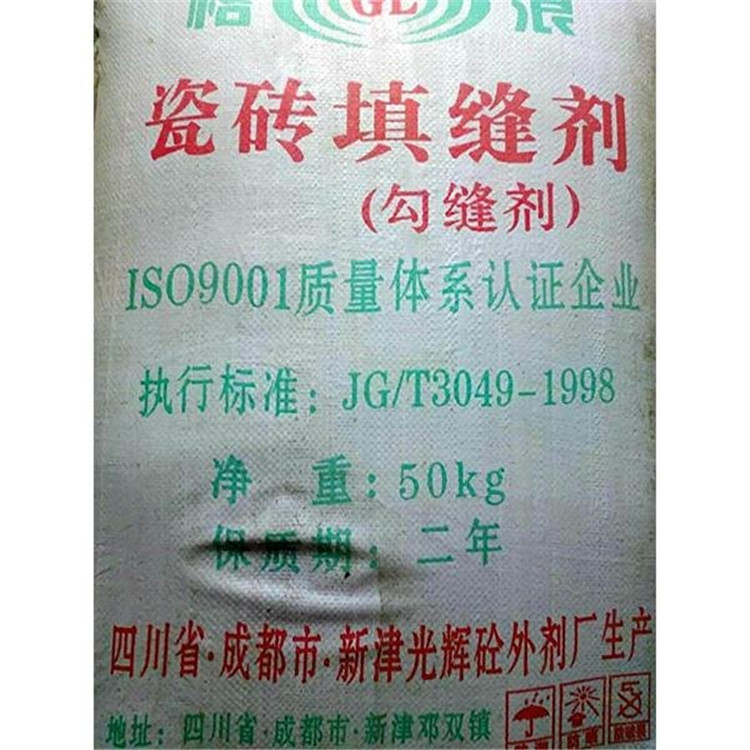 格 GL 浪
瓷砖填缝剂
(勾缝剂)
ISO9001质量体系认证企业
执行标准：JG/T3049-1998
净 重：50kg
保质期：二年
四川省·成都市·新津光辉砼外剂厂生产
地址：四川省·成都市·新津邓双镇